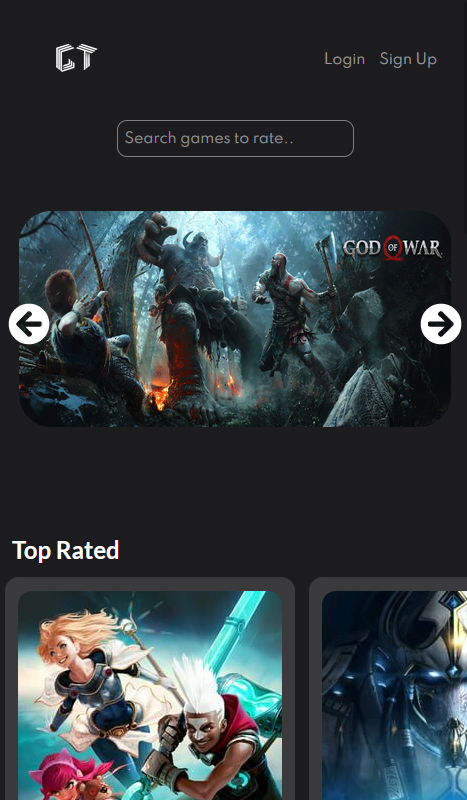 GT
Login Sign Up
Search games to rate..
GOD OF WAR
Top Rated